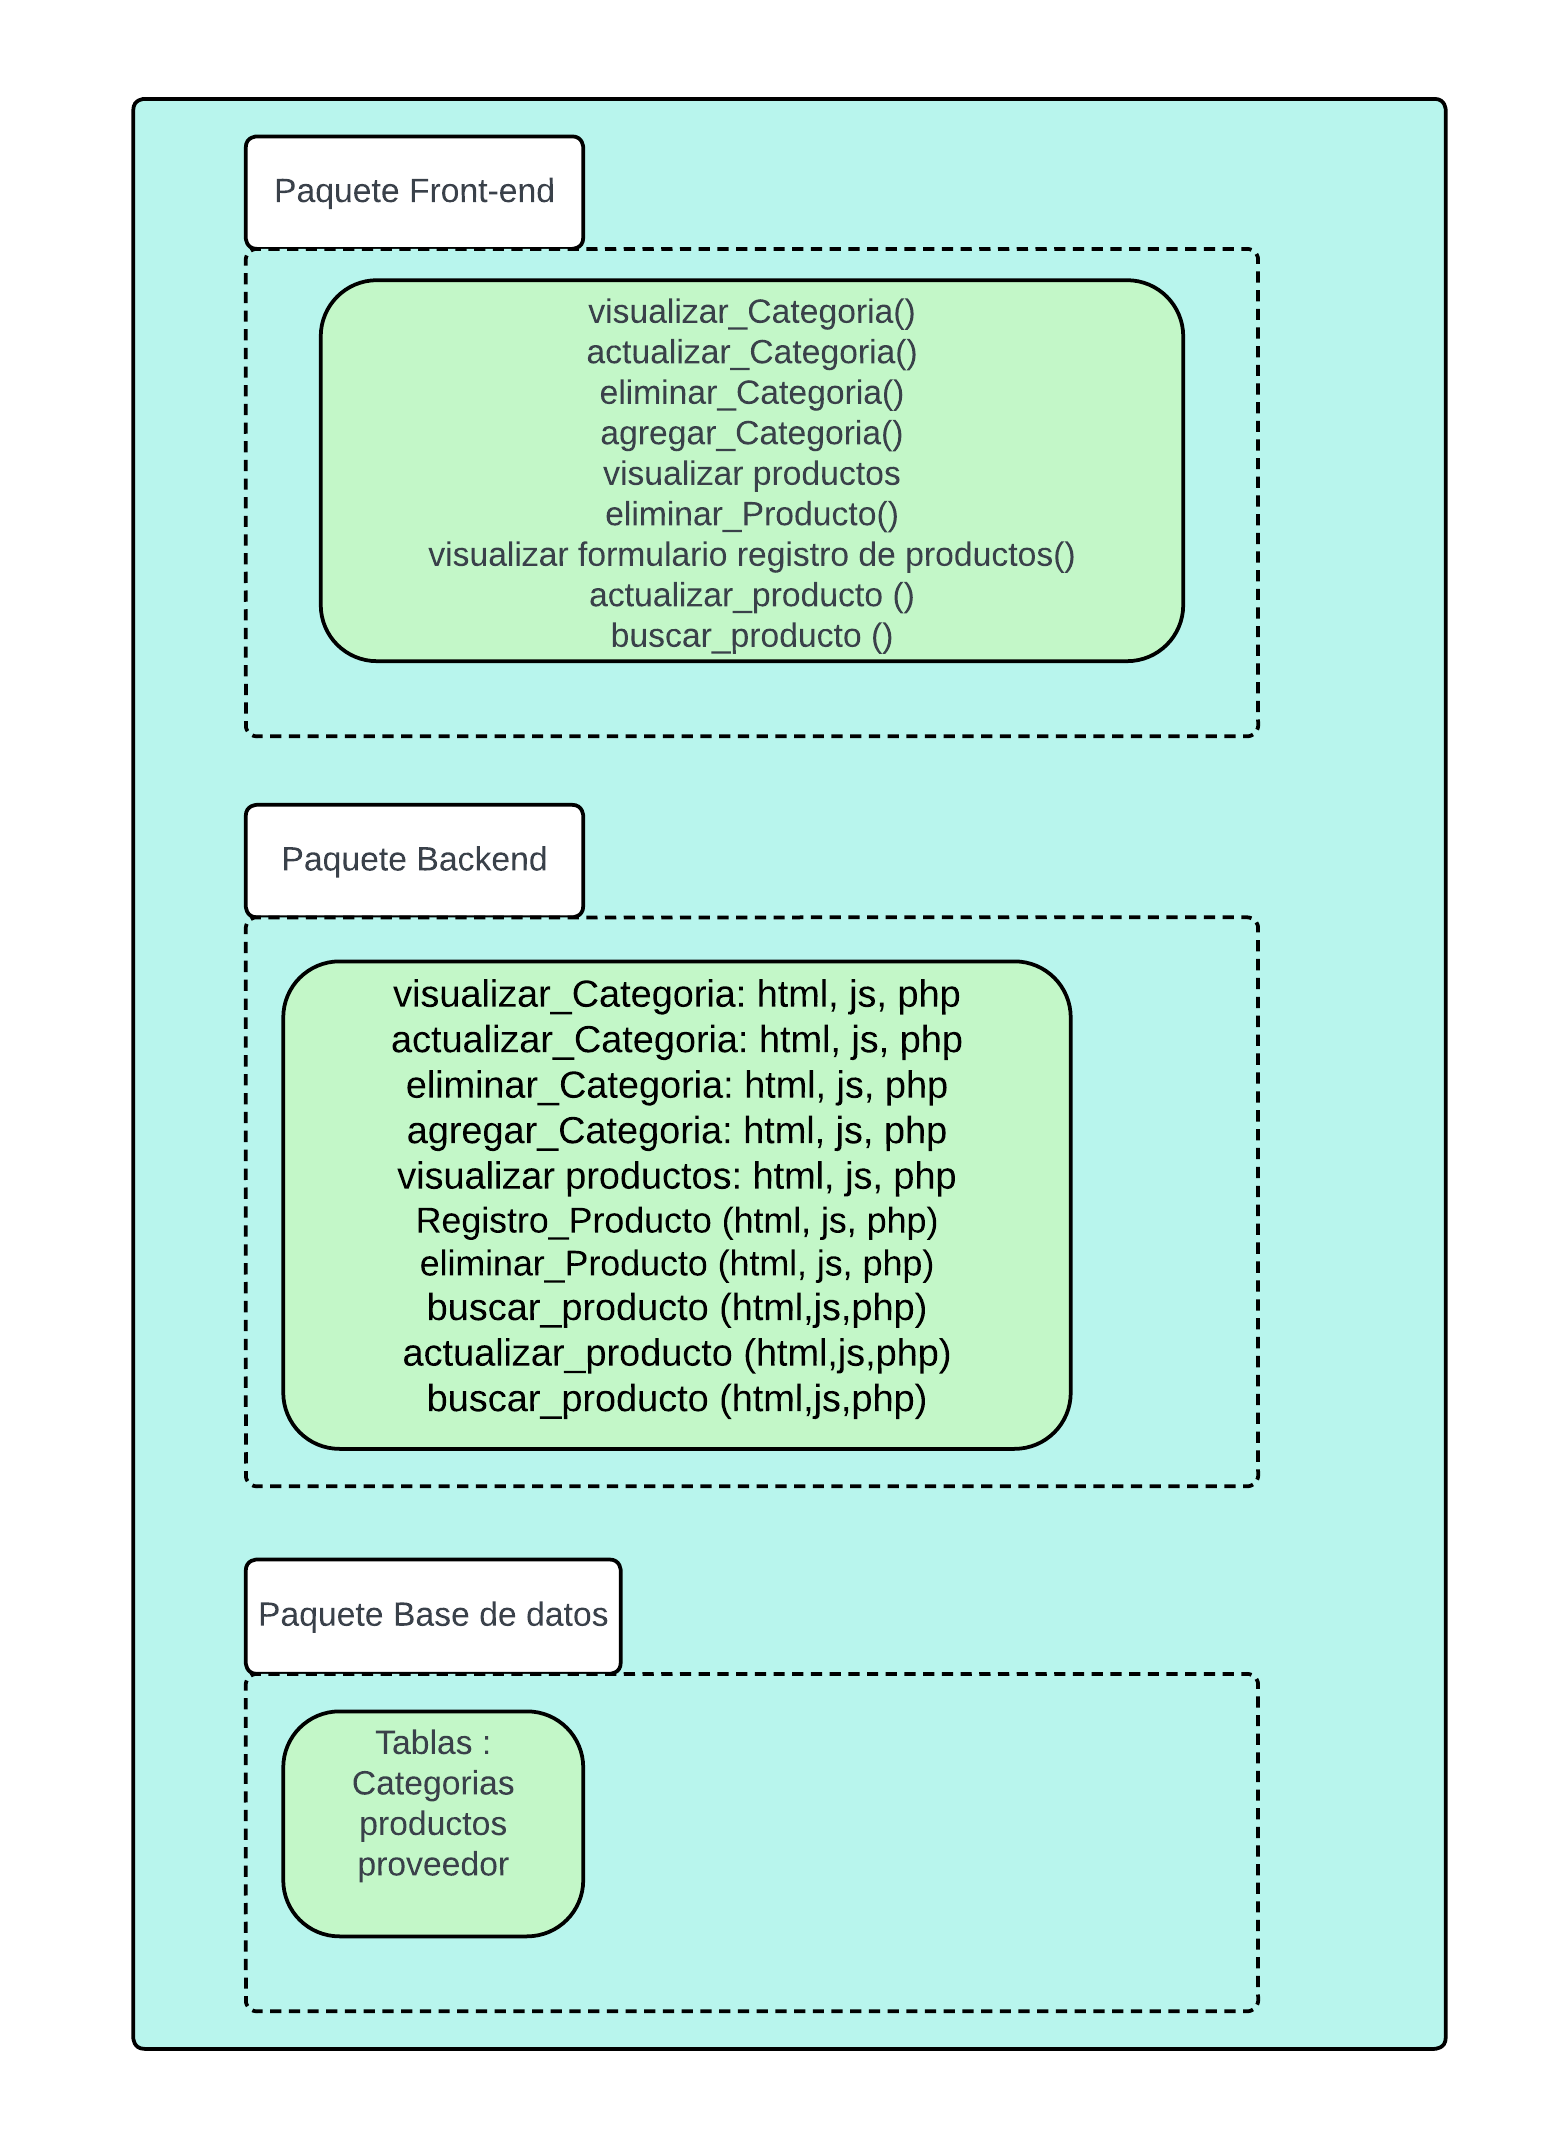 Paquete Front-end
visualizar_Categoria()
actualizar_Categoria()
eliminar_Categoria()
agregar_Categoria()
visualizar productos
eliminar_Producto()
visualizar formulario registro de productos()
actualizar_producto ()
buscar_producto ()
Paquete Backend
visualizar_Categoria: html, js, php
actualizar_Categoria: html, js, php
eliminar_Categoria: html, js, php
agregar_Categoria: html, js, php
visualizar productos: html, js, php
Registro_Producto (html, js, php)
eliminar_Producto (html, js, php)
buscar_producto (html,js,php)
actualizar_producto (html,js,php)
buscar_producto (html,js,php)
Paquete Base de datos
Tablas :
Categorias
productos
proveedor